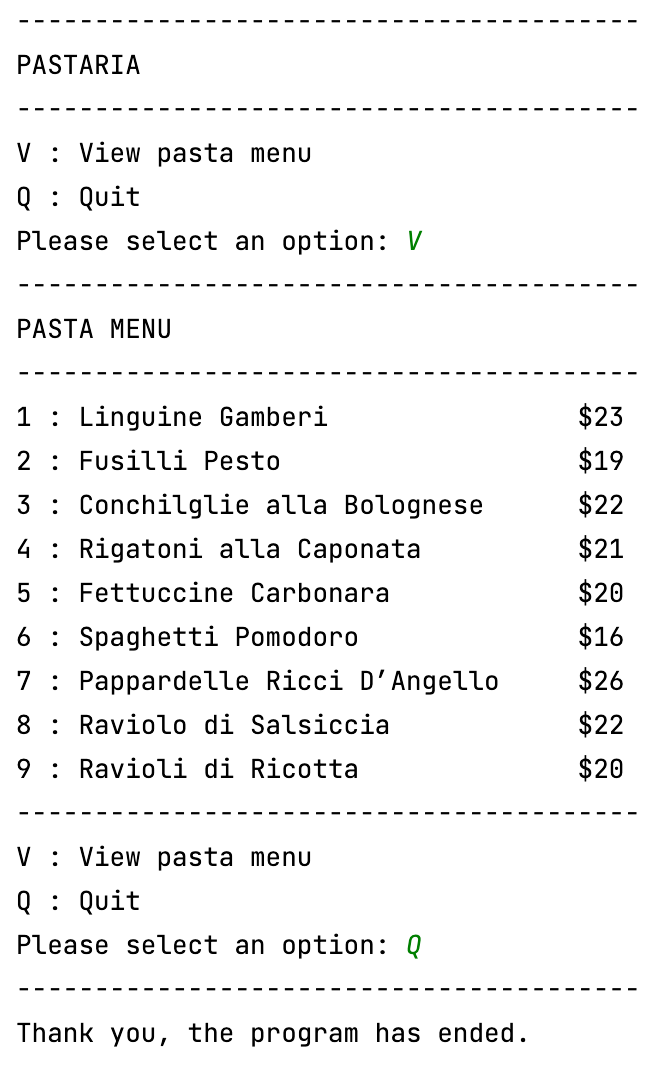 ----------------------------------------
PASTARIA
----------------------------------------
V : View pasta menu
Q : Quit
Please select an option: V
----------------------------------------
PASTA MENU
----------------------------------------
1 : Linguine Gamberi                $23
2 : Fusilli Pesto                   $19
3 : Conchilglie alla Bolognese      $22
4 : Rigatoni alla Caponata          $21
5 : Fettuccine Carbonara            $20
6 : Spaghetti Pomodoro              $16
7 : Pappardelle Ricci D’Angello     $26
8 : Raviolo di Salsiccia            $22
9 : Ravioli di Ricotta              $20
----------------------------------------
V : View pasta menu
Q : Quit
Please select an option: Q
----------------------------------------
Thank you, the program has ended.